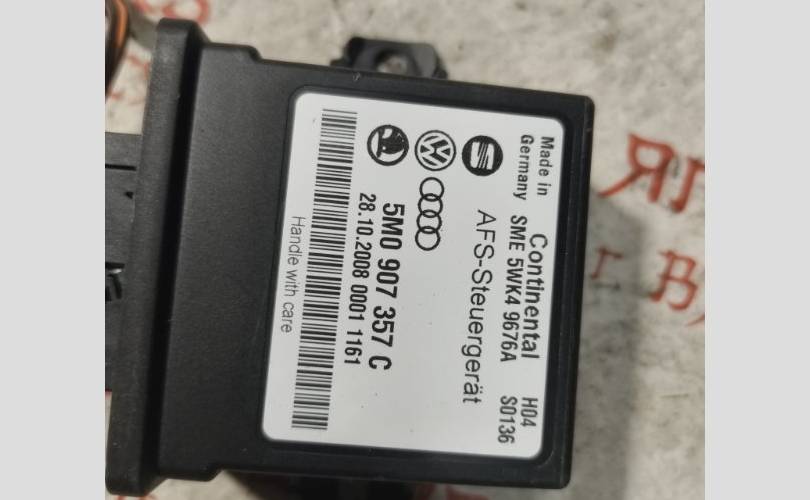 Made in
Germany
Continental
H04
SME 5WK4 9676A
S0136
AFS-Steuergerät
5M0 907 357 C
28.10.2008 0001 1161
Handle with care